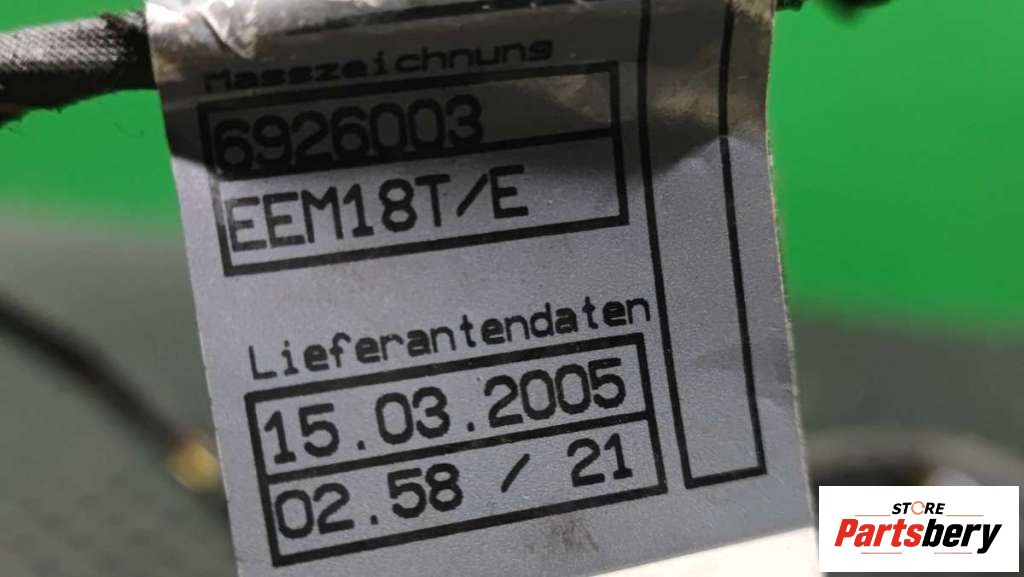 Masszeichnung
6926003
EEM18T/E
Lieferantendaten
15.03.2005
02.58 / 21
STORE
Partsbery